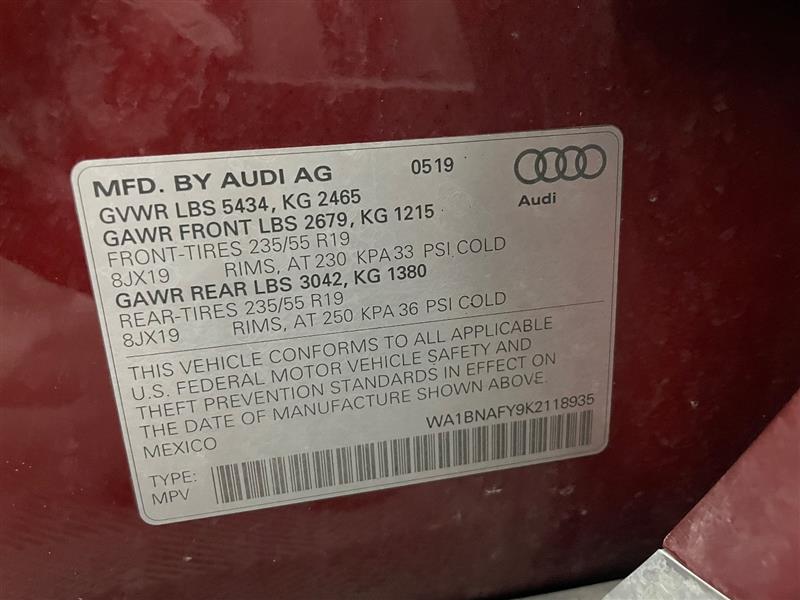 MFD. BY AUDI AG 0519
Audi
GVWR LBS 5434, KG 2465
GAWR FRONT LBS 2679, KG 1215
FRONT-TIRES 235/55 R19
8JX19 RIMS, AT 230 KPA 33 PSI COLD
GAWR REAR LBS 3042, KG 1380
REAR-TIRES 235/55 R19
8JX19 RIMS, AT 250 KPA 36 PSI COLD
THIS VEHICLE CONFORMS TO ALL APPLICABLE
U.S. FEDERAL MOTOR VEHICLE SAFETY AND
THEFT PREVENTION STANDARDS IN EFFECT ON
THE DATE OF MANUFACTURE SHOWN ABOVE.
MEXICO WA1BNAFY9K2118935
TYPE:
MPV